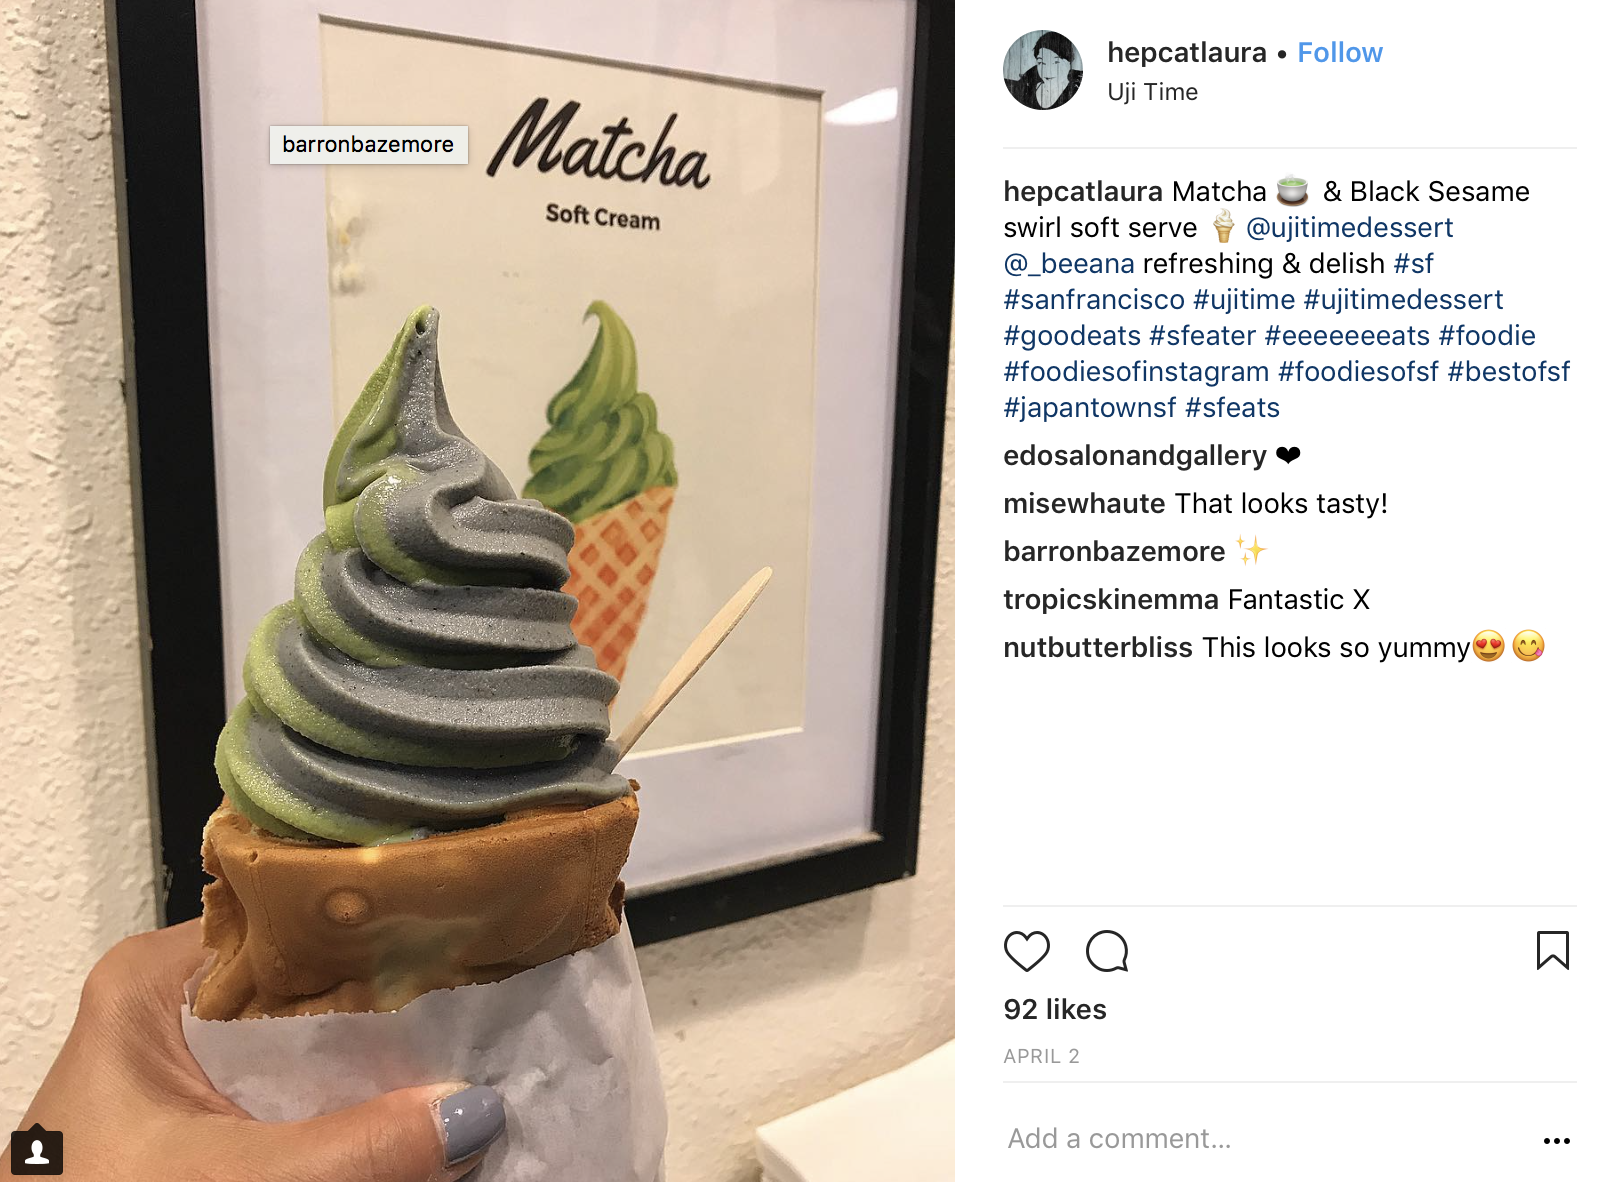 Matcha
Soft Cream
barronbazemore
hepcatlaura • Follow
Uji Time
hepcatlaura Matcha 🍵 & Black Sesame
swirl soft serve 🍦 @ujitimedessert
@_beeana refreshing & delish #sf
#sanfrancisco #ujitime #ujitimedessert
#goodeats #sfeater #eeeeeeeats #foodie
#foodiesofinstagram #foodiesofsf #bestofsf
#japantownsf #sfeats
edosalonandgallery ❤
misewhaute That looks tasty!
barronbazemore ✨
tropicskinemma Fantastic X
nutbutterbliss This looks so yummy😍😋
92 likes
APRIL 2
Add a comment...